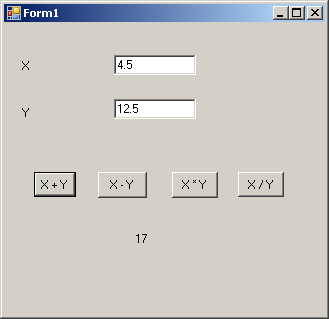 Form1
X 4.5
Y 12.5
X + Y X - Y X * Y X / Y
17